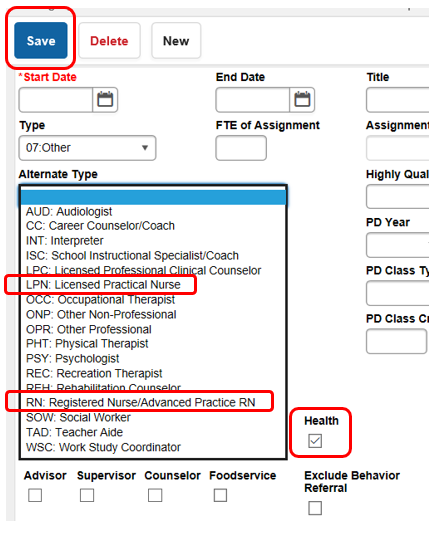 Save Delete New
*Start Date End Date Title
Type FTE of Assignment Assignment
07:Other
Alternate Type Highly Qual
AUD: Audiologist
CC: Career Counselor/Coach
PD Year
INT: Interpreter
ISC: School Instructional Specialist/Coach
LPC: Licensed Professional Clinical Counselor
PD Class Ty
LPN: Licensed Practical Nurse
OCC: Occupational Therapist
ONP: Other Non-Professional
PD Class Cr
OPR: Other Professional
PHT: Physical Therapist
PSY: Psychologist
REC: Recreation Therapist
REH: Rehabilitation Counselor
RN: Registered Nurse/Advanced Practice RN
SOW: Social Worker
Health
TAD: Teacher Aide
WSC: Work Study Coordinator
Advisor Supervisor Counselor Foodservice Exclude Behavior
Referral